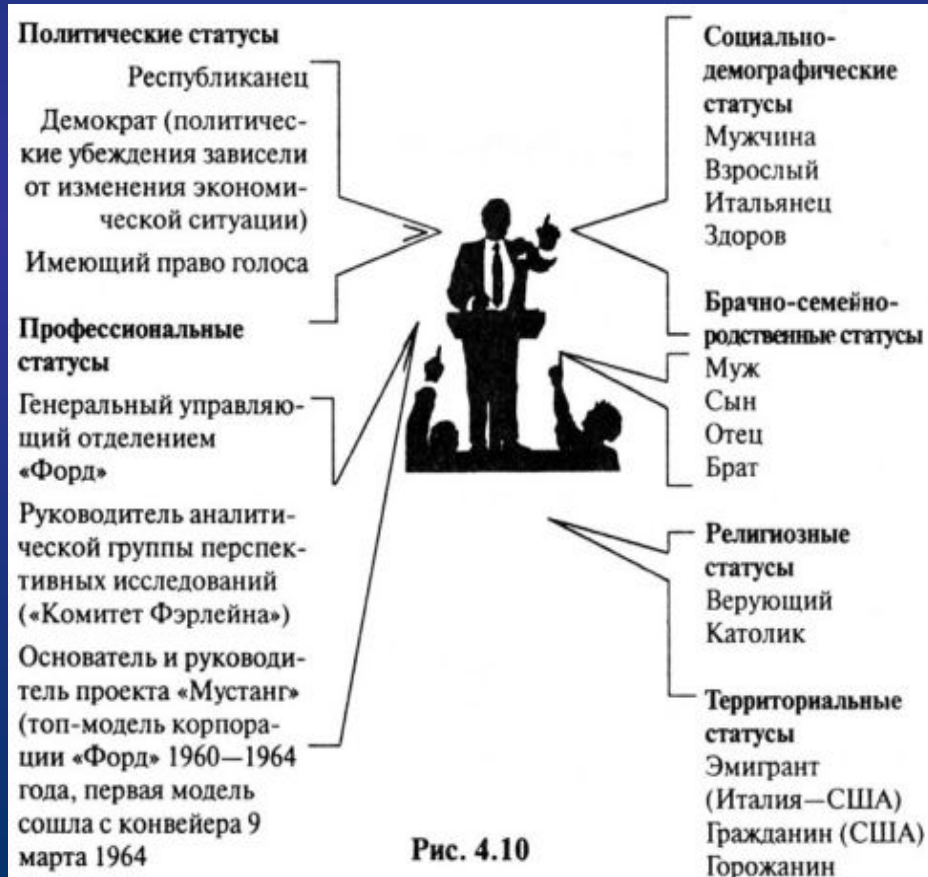 Политические статусы
Республиканец
Демократ (политичес-
кие убеждения зависели
от изменения экономи-
ческой ситуации)
Имеющий право голоса
Профессиональные
статусы
Генеральный управляю-
щий отделением
«Форд»
Руководитель аналити-
ческой группы перспек-
тивных исследований
(«Комитет Фэрлейна»)
Основатель и руководи-
тель проекта «Мустанг»
(топ-модель корпора-
ции «Форд» 1960—1964
года, первая модель
сошла с конвейера 9
марта 1964
Социально-
демографические
статусы
Мужчина
Взрослый
Итальянец
Здоров
Брачно-семейно-
родственные статусы
Муж
Сын
Отец
Брат
Религиозные
статусы
Верующий
Католик
Территориальные
статусы
Эмигрант
(Италия—США)
Гражданин (США)
Горожанин
Рис. 4.10